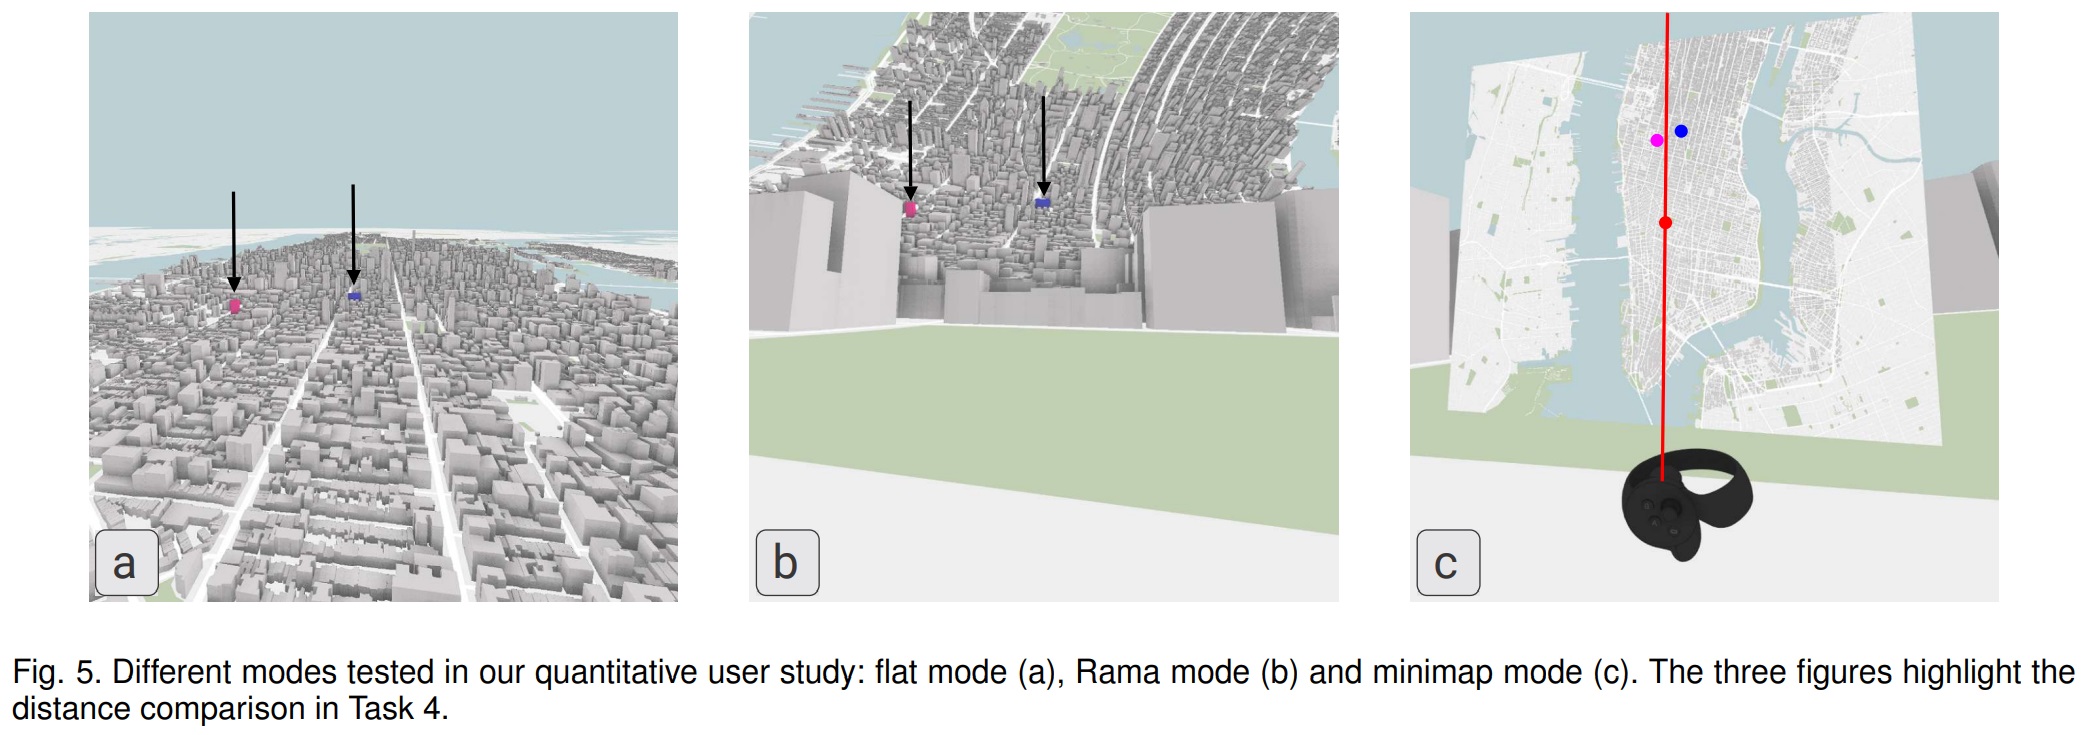 a
b
c
Fig. 5. Different modes tested in our quantitative user study: flat mode (a), Rama mode (b) and minimap mode (c). The three figures highlight the
distance comparison in Task 4.